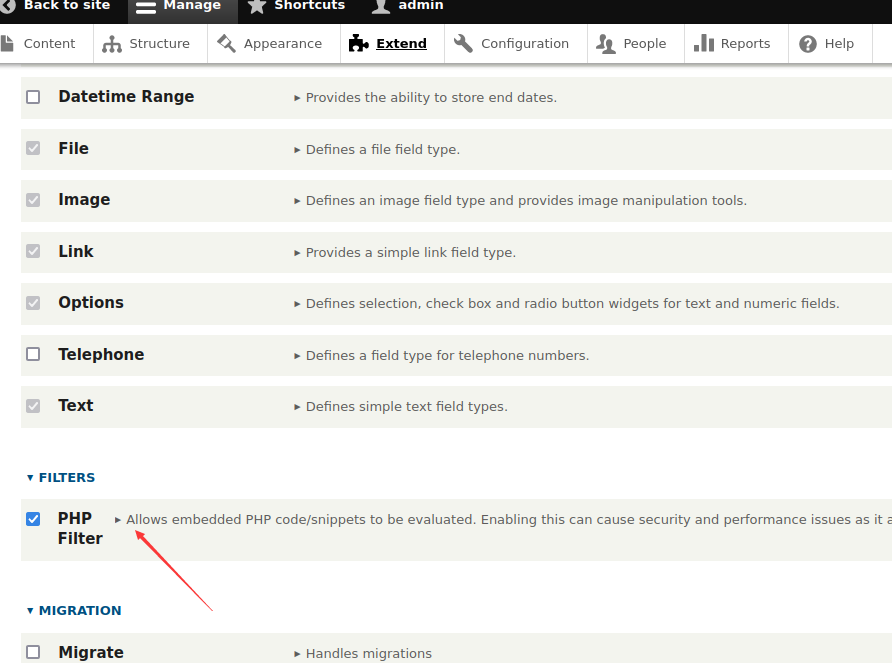 Back to site Manage Shortcuts admin
Content Structure Appearance Extend Configuration People Reports Help
Datetime Range ▸ Provides the ability to store end dates.
File ▸ Defines a file field type.
Image ▸ Defines an image field type and provides image manipulation tools.
Link ▸ Provides a simple link field type.
Options ▸ Defines selection, check box and radio button widgets for text and numeric fields.
Telephone ▸ Defines a field type for telephone numbers.
Text ▸ Defines simple text field types.
▾ FILTERS
PHP ▸ Allows embedded PHP code/snippets to be evaluated. Enabling this can cause security and performance issues as it
Filter
▾ MIGRATION
Migrate ▸ Handles migrations